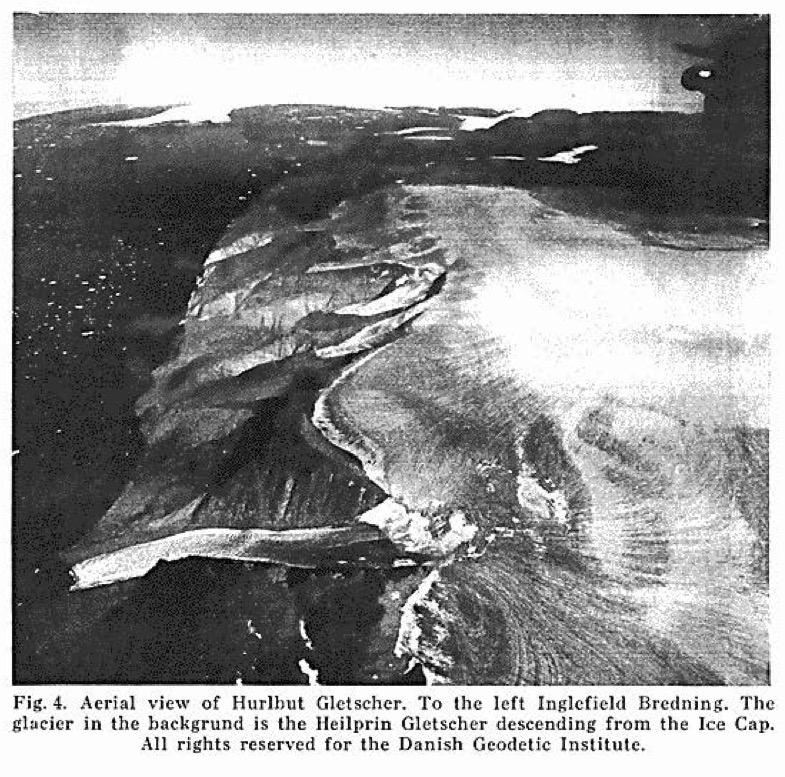 Fig. 4. Aerial view of Hurlbut Gletscher. To the left Inglefield Bredning. The
glacier in the backgrund is the Heilprin Gletscher descending from the Ice Cap.
All rights reserved for the Danish Geodetic Institute.